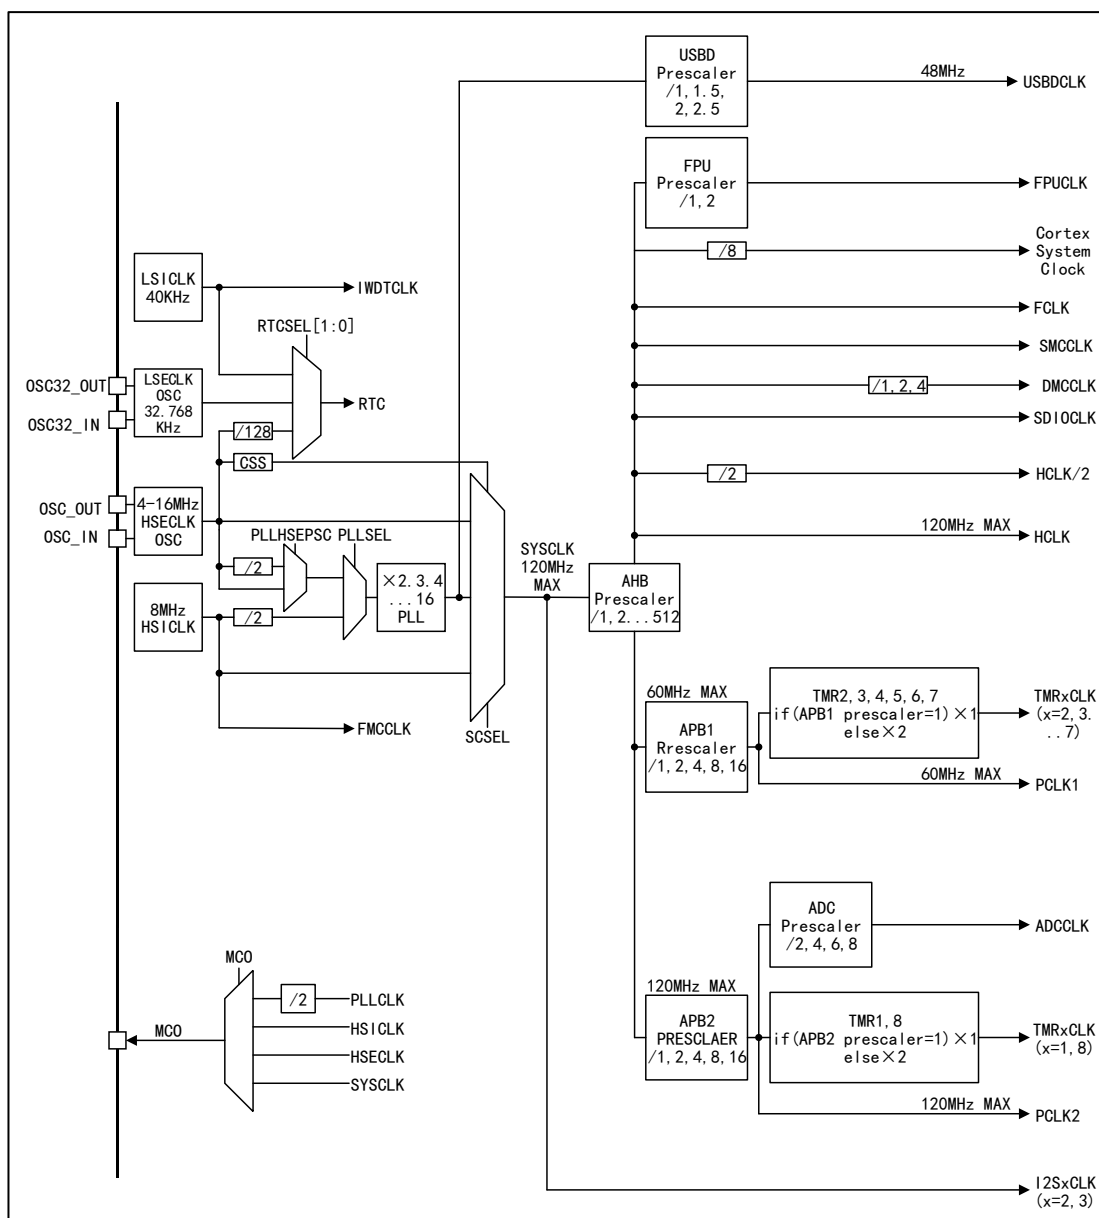 USBD
Prescaler
/1, 1.5,
2, 2.5
48MHz
USBDCLK
FPU
Prescaler
/1, 2
FPUCLK
/8
Cortex
System
Clock
LSICLK
40KHz
IWDTCLK
FCLK
RTCSEL[1:0]
SMCCLK
OSC32_OUT
OSC32_IN
LSECLK
OSC
32.768
KHz
RTC
/1, 2, 4
DMCCLK
SDIOCLK
/128
CSS
/2
HCLK/2
OSC_OUT
OSC_IN
4-16MHz
HSECLK
OSC
120MHz MAX
HCLK
PLLHSEPSC
PLLSEL
/2
SYSCLK
120MHz
MAX
×2.3.4
...16
PLL
AHB
Prescaler
/1, 2...512
8MHz
HSICLK
/2
FMCCLK
SCSEL
60MHz MAX
APB1
Rrescaler
/1, 2, 4, 8, 16
TMR2, 3, 4, 5, 6, 7
if(APB1 prescaler=1)×1
else×2
TMRxCLK
(x=2, 3.
..7)
60MHz MAX
PCLK1
ADC
Prescaler
/2, 4, 6, 8
ADCCLK
MCO
/2
PLLCLK
HSICLK
HSECLK
SYSCLK
MCO
120MHz MAX
APB2
PRESCLAER
/1, 2, 4, 8, 16
TMR1, 8
if(APB2 prescaler=1)×1
else×2
TMRxCLK
(x=1, 8)
120MHz MAX
PCLK2
I2SxCLK
(x=2, 3)